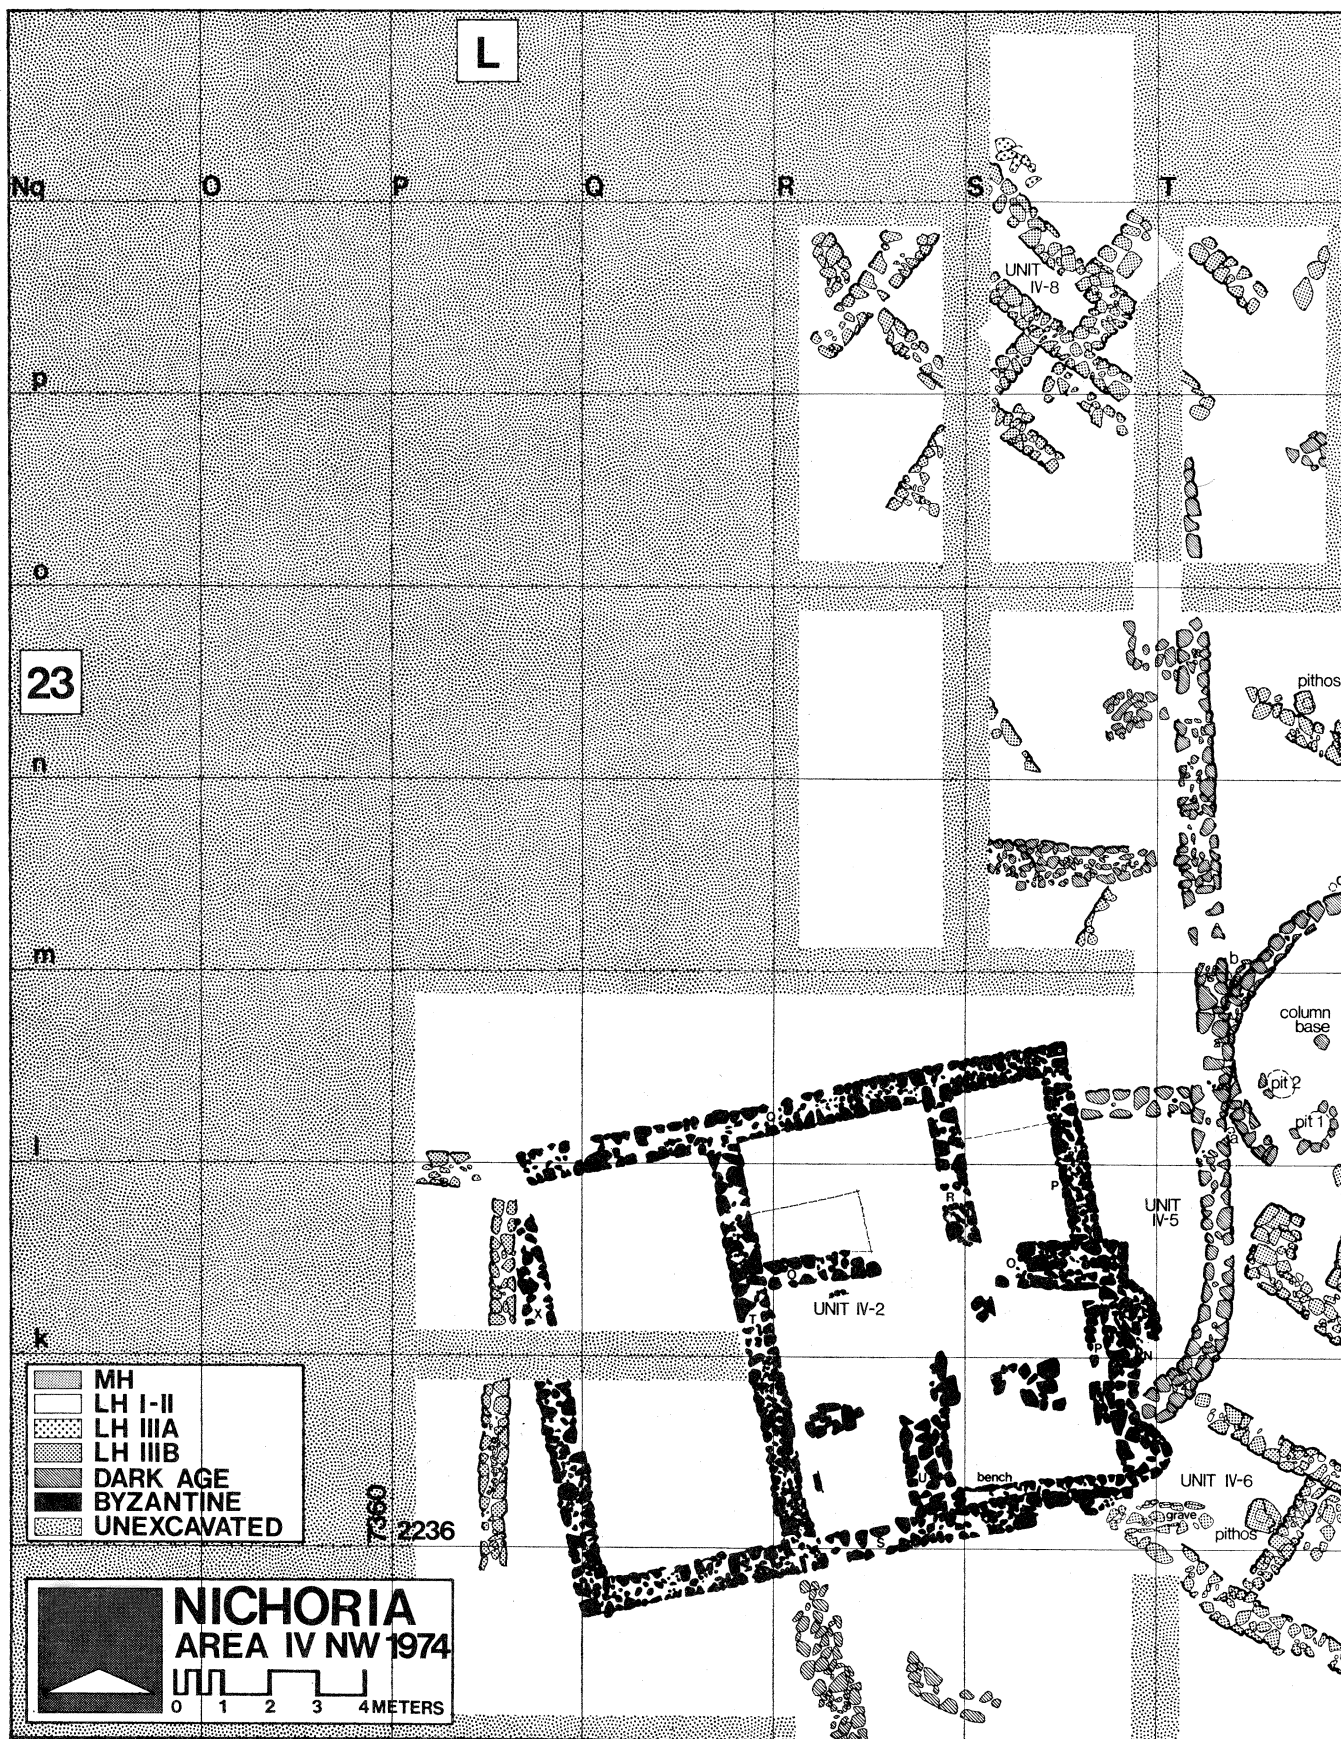 L
Nq O P Q R S T
UNIT
IV-8
p
o
23
pithos
n
m
b
column
base
pit 2
pit 1
a
O
l
R
P
UNIT
IV-5
O
O
UNIT IV-2
X
T
k
P
N
MH
LH I-II
LH IIIA
LH IIIB
DARK AGE
BYZANTINE
UNEXCAVATED
7360
2236
U
bench
UNIT IV-6
grave
pithos
S
NICHORIA
AREA IV NW 1974
0 1 2 3 4 METERS